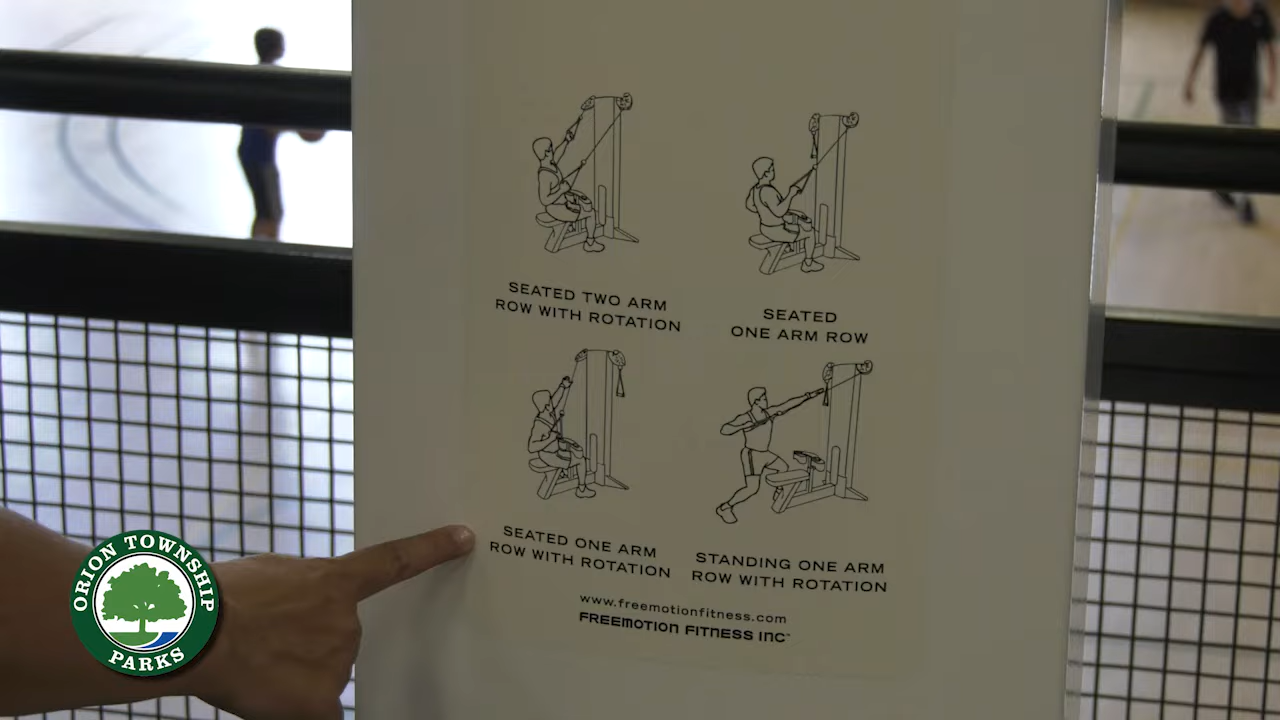 SEATED TWO ARM
ROW WITH ROTATION
SEATED
ONE ARM ROW
SEATED ONE ARM
ROW WITH ROTATION
STANDING ONE ARM
ROW WITH ROTATION
www.freemotionfitness.com
FREEMOTION FITNESS INC™
ORION TOWNSHIP
PARKS